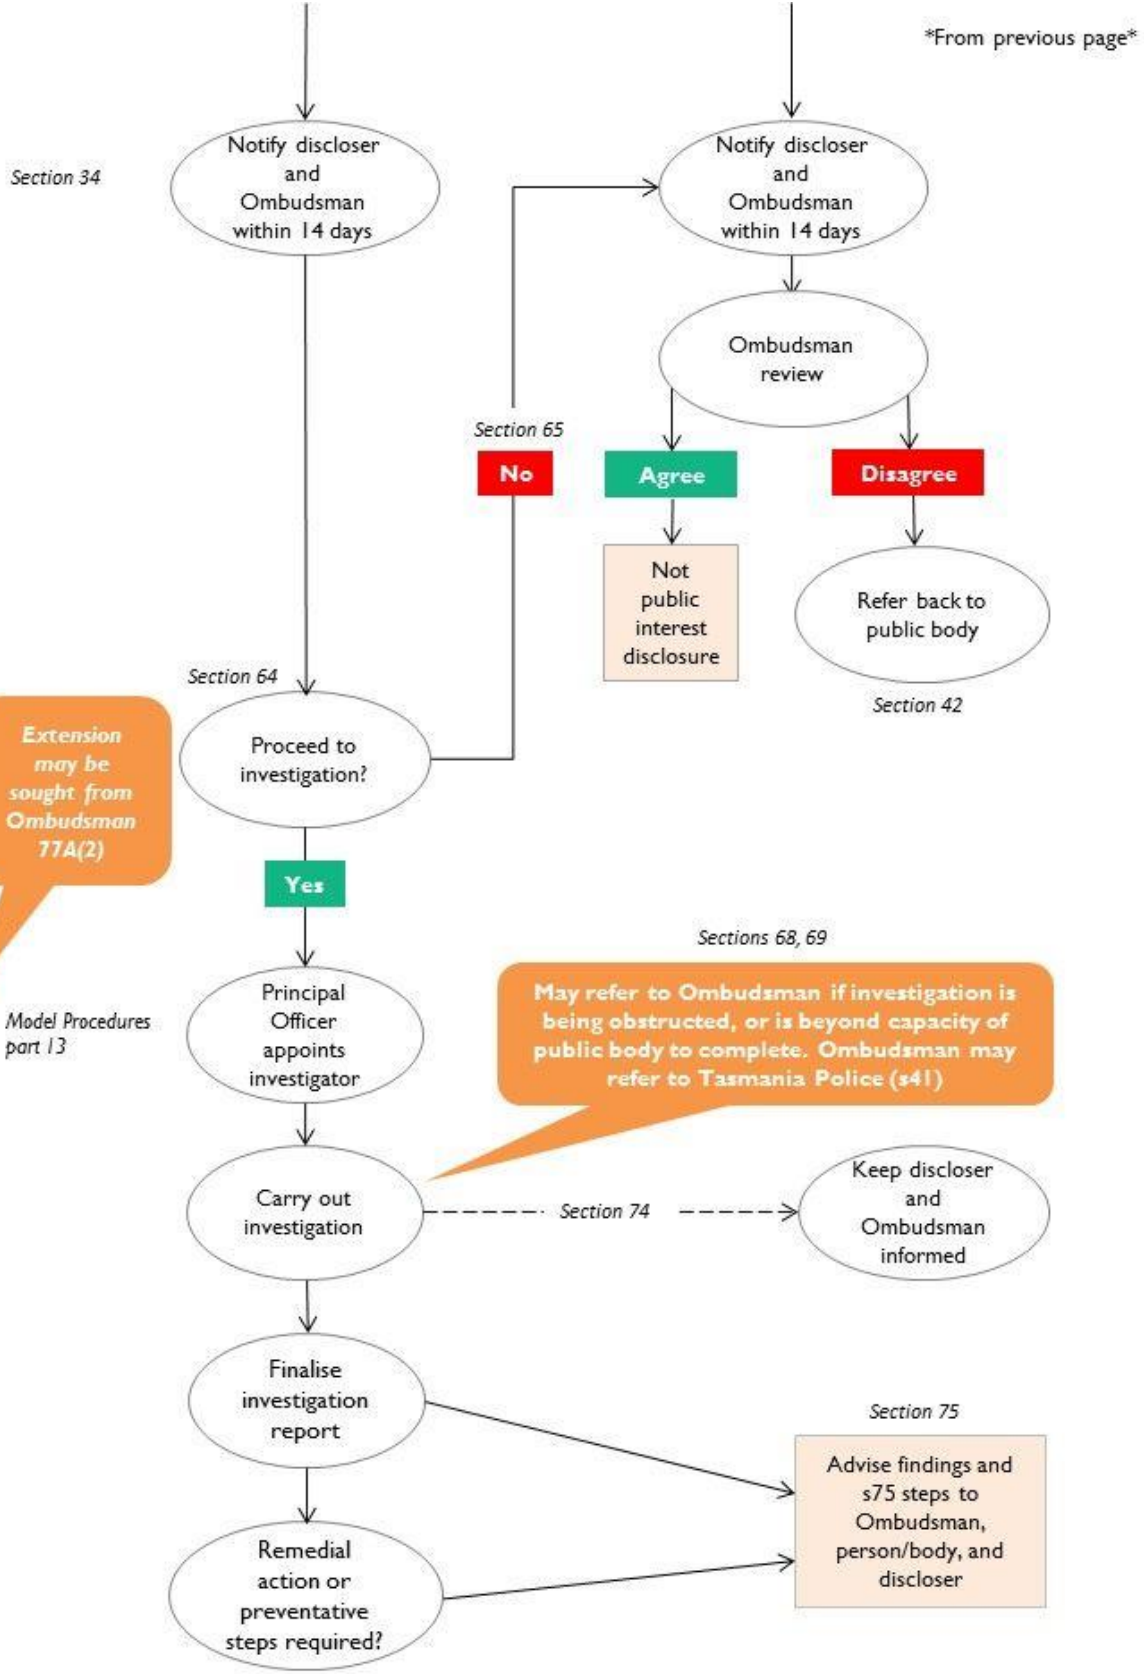 *From previous page*
Section 34
Notify discloser
and
Ombudsman
within 14 days
Notify discloser
and
Ombudsman
within 14 days
Ombudsman
review
Section 65
No
Agree
Disagree
Not
public
interest
disclosure
Refer back to
public body
Section 42
Section 64
Proceed to
investigation?
Extension
may be
sought from
Ombudsman
77A(2)
Yes
Model Procedures
part 13
Principal
Officer
appoints
investigator
Sections 68, 69
May refer to Ombudsman if investigation is
being obstructed, or is beyond capacity of
public body to complete. Ombudsman may
refer to Tasmania Police (s41)
Carry out
investigation
Section 74
Keep discloser
and
Ombudsman
informed
Finalise
investigation
report
Section 75
Advise findings and
s75 steps to
Ombudsman,
person/body, and
discloser
Remedial
action or
preventative
steps required?